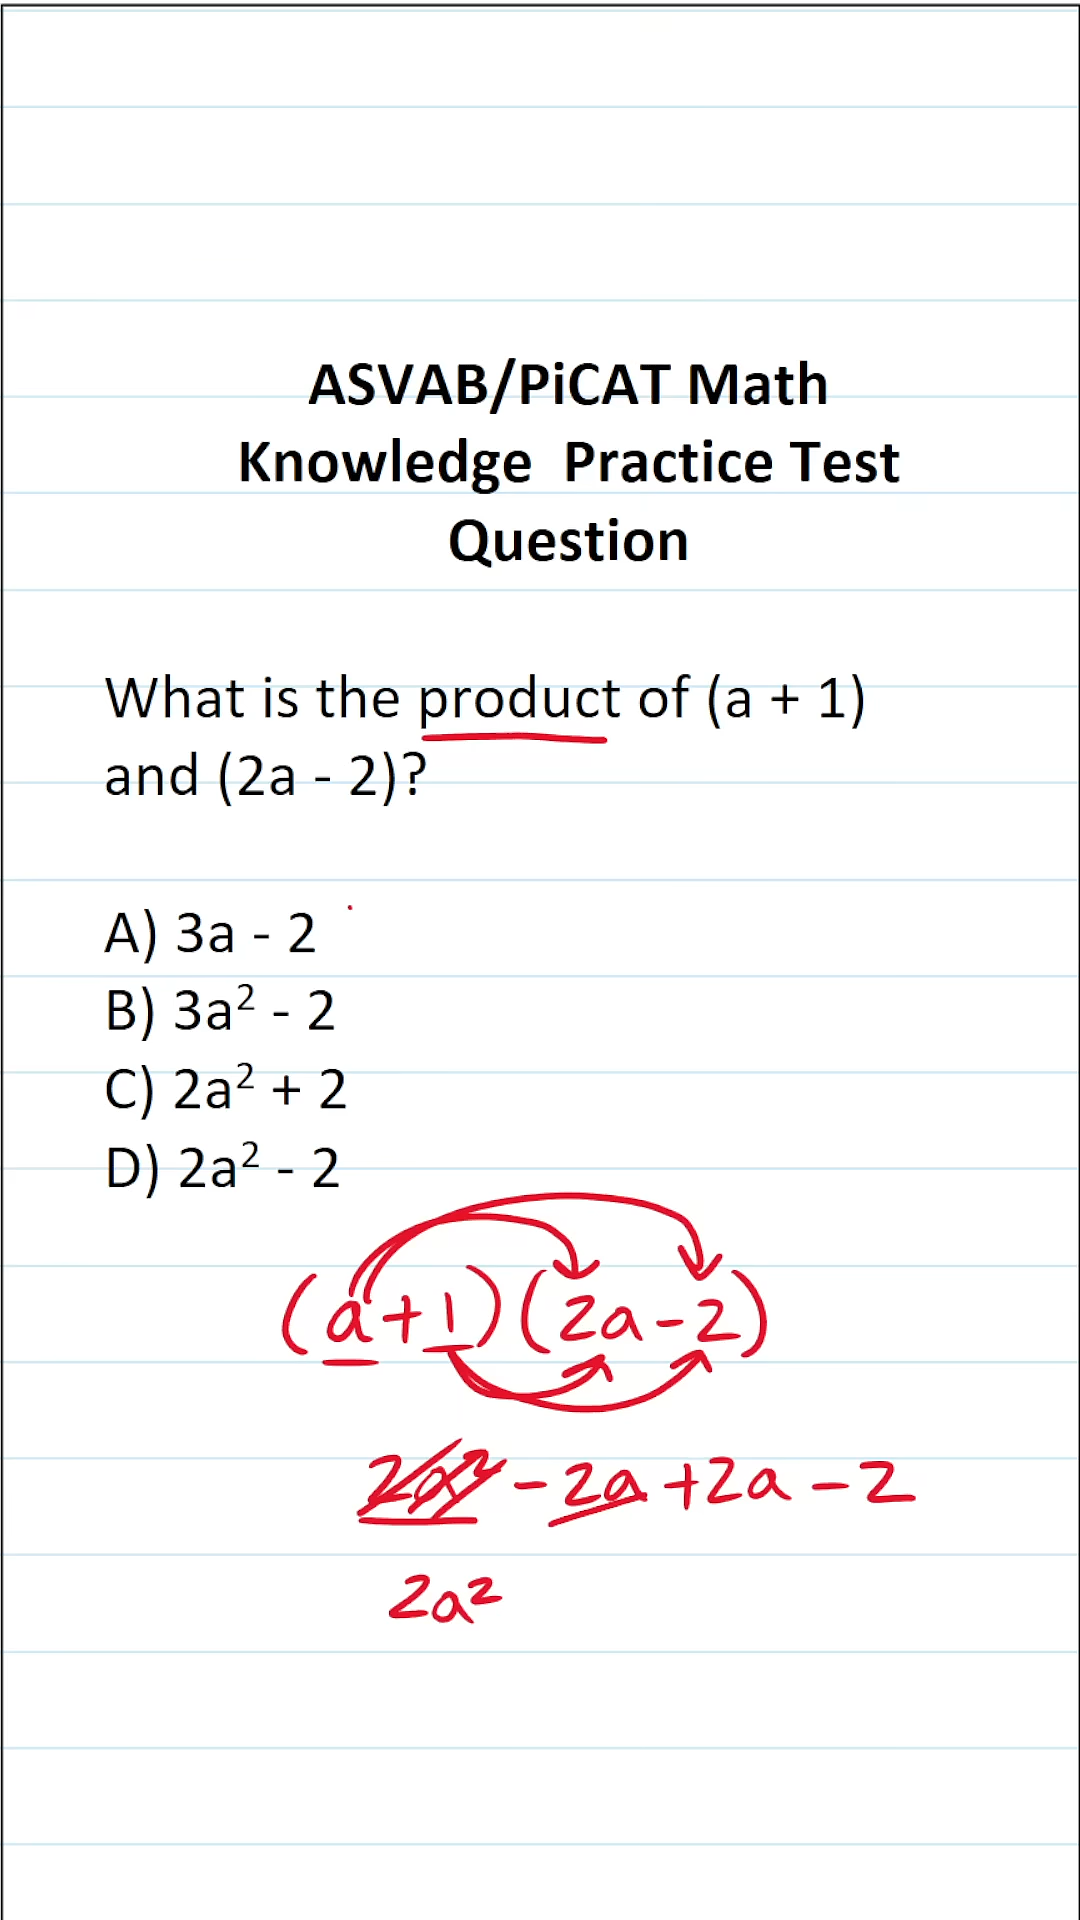 ASVAB/PiCAT Math
Knowledge Practice Test
Question
What is the product of (a + 1)
and (2a - 2)?
A) 3a - 2
B) 3a² - 2
C) 2a² + 2
D) 2a² - 2
(a+1)(2a-2)
2a² - 2a + 2a - 2
2a²